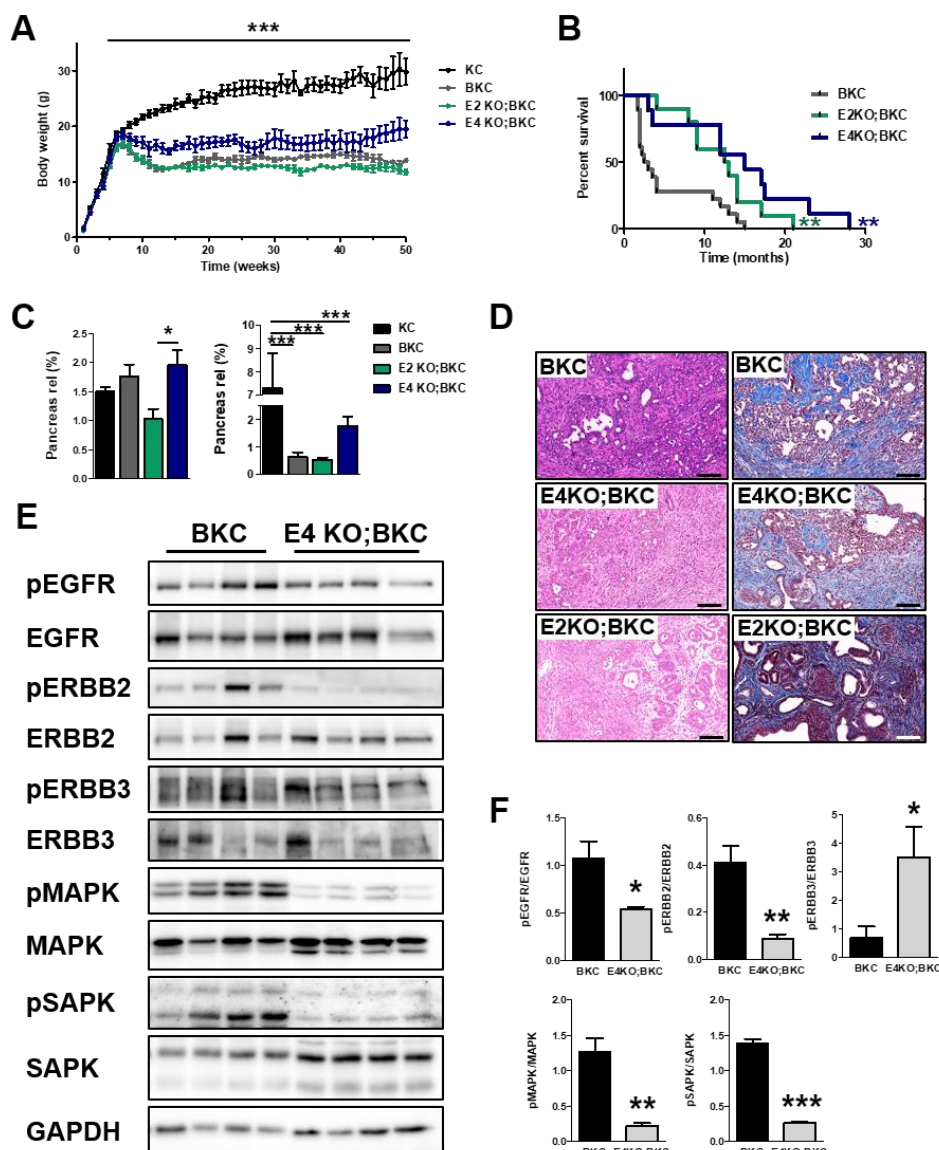 A
***
Body weight (g)
30
20
10
0
0
10
20
30
40
50
Time (weeks)
KC
BKC
E2 KO;BKC
E4 KO;BKC
B
Percent survival
100
50
0
0
10
20
30
Time (months)
**
**
BKC
E2KO;BKC
E4KO;BKC
C
Pancreas rel (%)
2.5
2.0
1.5
1.0
0.5
0.0
*
Pancreas rel (%)
10
9
8
7
6
4
2
0
***
***
***
KC
BKC
E2 KO;BKC
E4 KO;BKC
D
BKC
E4KO;BKC
E4KO;BKC
E2KO;BKC
E2KO;BKC
E
BKC E4 KO;BKC
pEGFR
EGFR
pERBB2
ERBB2
pERBB3
ERBB3
pMAPK
MAPK
pSAPK
SAPK
GAPDH
F
pEGFR/EGFR
1.5
1.0
0.5
0.0
*
BKC E4KO;BKC
pERBB2/ERBB2
0.6
0.4
0.2
0.0
**
BKC E4KO;BKC
pERBB3/ERBB3
5
4
3
2
1
0
*
BKC E4KO;BKC
pMAPK/MAPK
2.0
1.5
1.0
0.5
0.0
**
BKC E4KO;BKC
pSAPK/SAPK
2.0
1.5
1.0
0.5
0.0
***
BKC E4KO;BKC